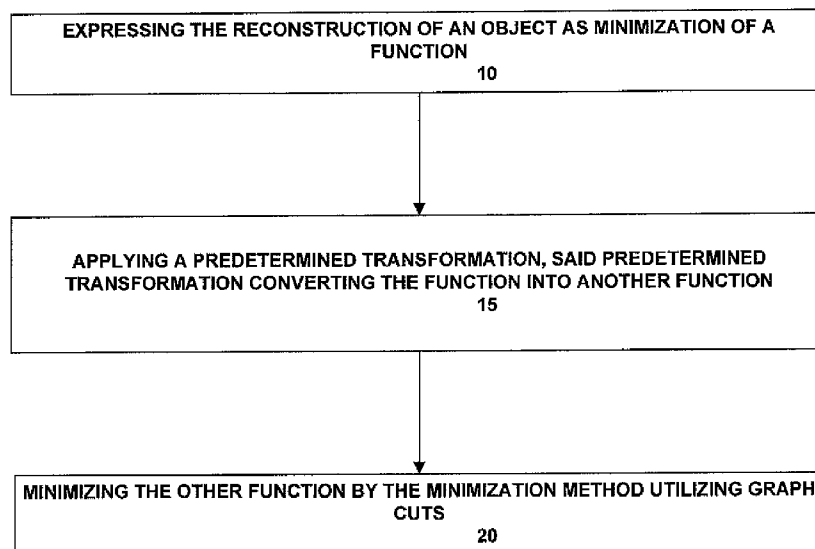 EXPRESSING THE RECONSTRUCTION OF AN OBJECT AS MINIMIZATION OF A
FUNCTION
10
APPLYING A PREDETERMINED TRANSFORMATION, SAID PREDETERMINED
TRANSFORMATION CONVERTING THE FUNCTION INTO ANOTHER FUNCTION
15
MINIMIZING THE OTHER FUNCTION BY THE MINIMIZATION METHOD UTILIZING GRAPH
CUTS
20